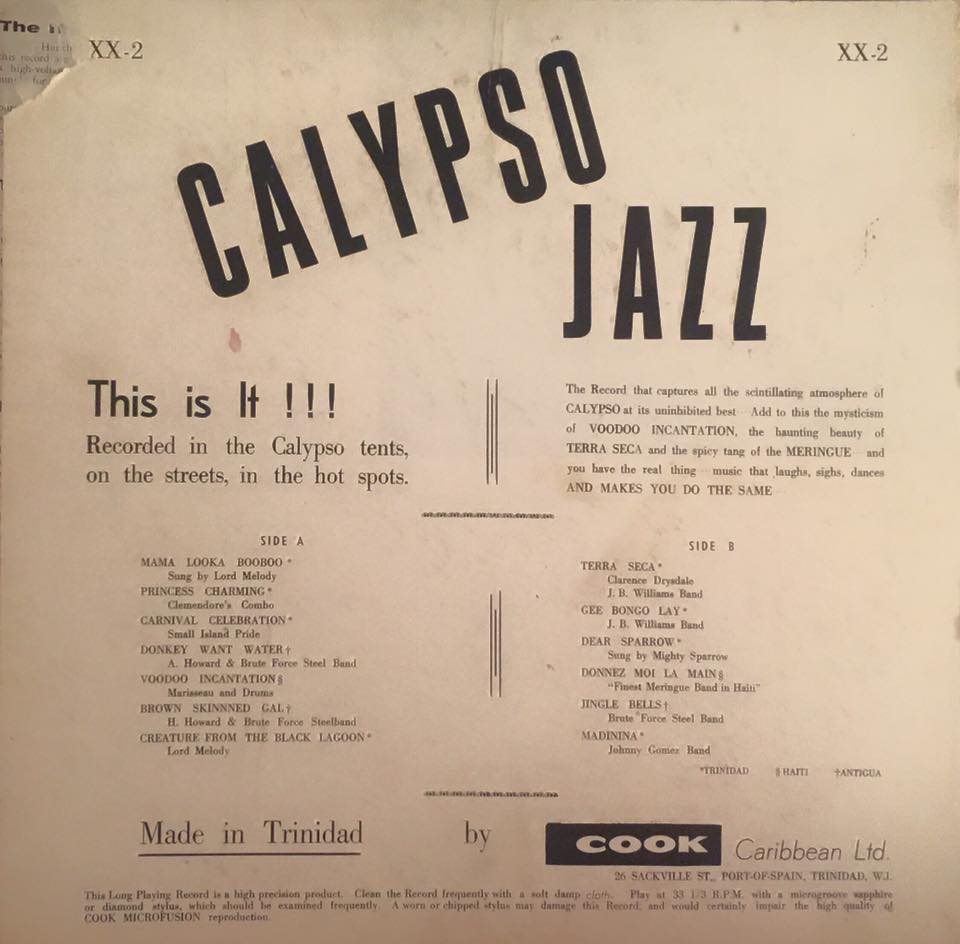 The
XX-2
XX-2
CALYPSO
JAZZ
This is It !!!
Recorded in the Calypso tents,
on the streets, in the hot spots.
The Record that captures all the scintillating atmosphere of
CALYPSO at its uninhibited best Add to this the mysticism
of VOODOO INCANTATION, the haunting beauty of
TERRA SECA and the spicy tang of the MERINGUE and
you have the real thing music that laughs, sighs, dances
AND MAKES YOU DO THE SAME
SIDE A
MAMA LOOKA BOOBOO *
Sung by Lord Melody
PRINCESS CHARMING *
Clemendore's Combo
CARNIVAL CELEBRATION *
Small Island Pride
DONKEY WANT WATER †
A. Howard & Brute Force Steel Band
VOODOO INCANTATION §
Marisseau and Drums
BROWN SKINNNED GAL †
H. Howard & Brute Force Steelband
CREATURE FROM THE BLACK LAGOON *
Lord Melody
SIDE B
TERRA SECA *
Clarence Drysdale
J. B. Williams Band
GEE BONGO LAY *
J. B. Williams Band
DEAR SPARROW *
Sung by Mighty Sparrow
DONNEZ MOI LA MAIN §
"Finest Meringue Band in Haiti"
JINGLE BELLS †
Brute Force Steel Band
MADININA *
Johnny Gomez Band
*TRINIDAD § HAITI †ANTIGUA
Made in Trinidad by COOK Caribbean Ltd.
26 SACKVILLE ST., PORT-OF-SPAIN, TRINIDAD, W.I.
This Long Playing Record is a high precision product. Clean the Record frequently with a soft damp cloth. Play at 33 1/3 R.P.M. with a microgroove sapphire
or diamond stylus, which should be examined frequently. A worn or chipped stylus may damage this Record, and would certainly impair the high quality of
COOK MICROFUSION reproduction.